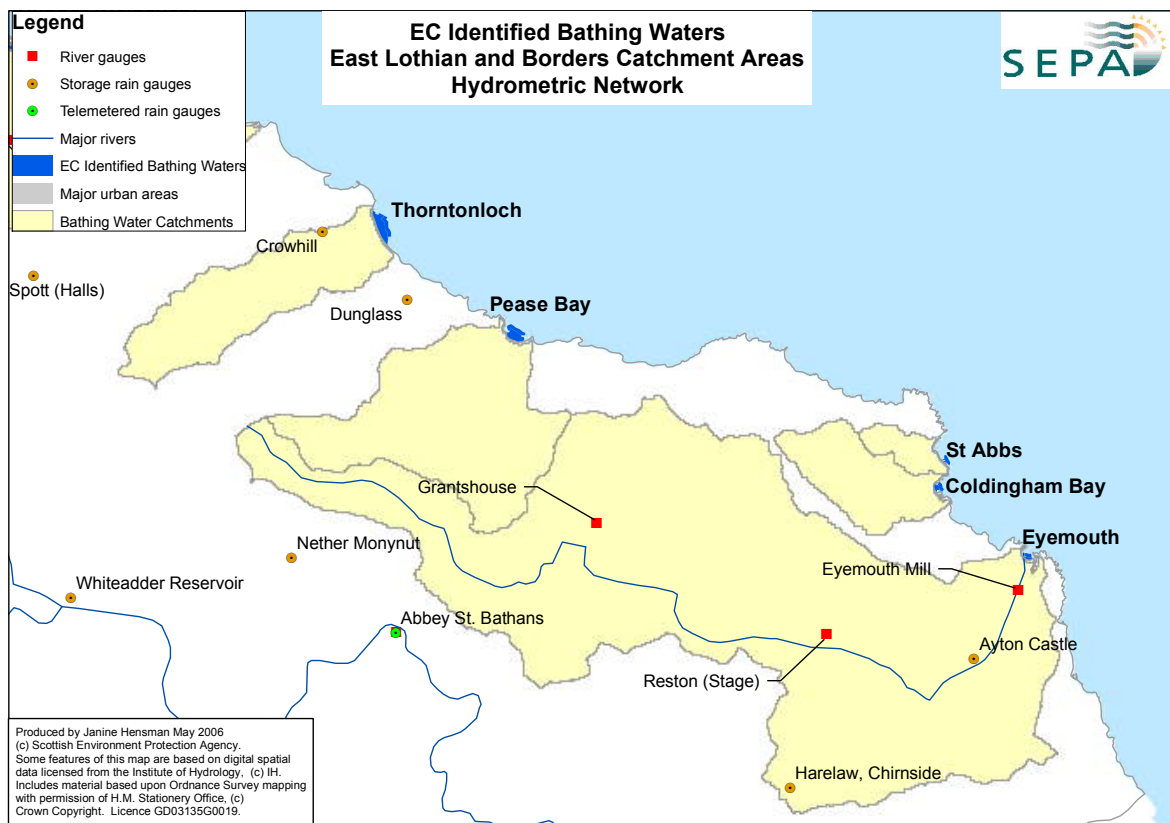 Legend
River gauges
Storage rain gauges
Telemetered rain gauges
Major rivers
EC Identified Bathing Waters
Major urban areas
Bathing Water Catchments
EC Identified Bathing Waters
East Lothian and Borders Catchment Areas
Hydrometric Network
SEPA
Thorntonloch
Crowhill
Spott (Halls)
Dunglass
Pease Bay
St Abbs
Coldingham Bay
Grantshouse
Eyemouth
Nether Monynut
Eyemouth Mill
Whiteadder Reservoir
Abbey St. Bathans
Ayton Castle
Reston (Stage)
Harelaw, Chirnside
Produced by Janine Hensman May 2006
(c) Scottish Environment Protection Agency.
Some features of this map are based on digital spatial
data licensed from the Institute of Hydrology, (c) IH.
Includes material based upon Ordnance Survey mapping
with permission of H.M. Stationery Office, (c)
Crown Copyright. Licence GD03135G0019.